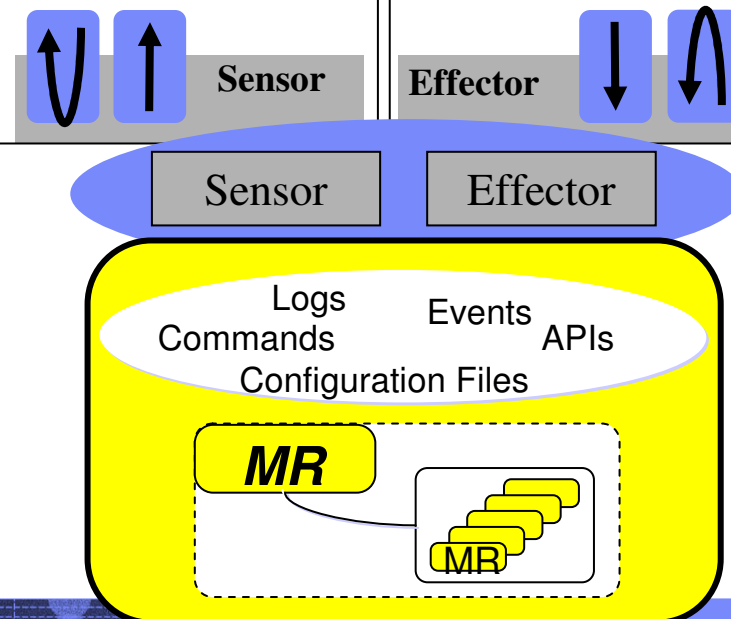 Sensor Effector
Sensor Effector
Logs
Events
Commands
APIs
Configuration Files
MR
MR